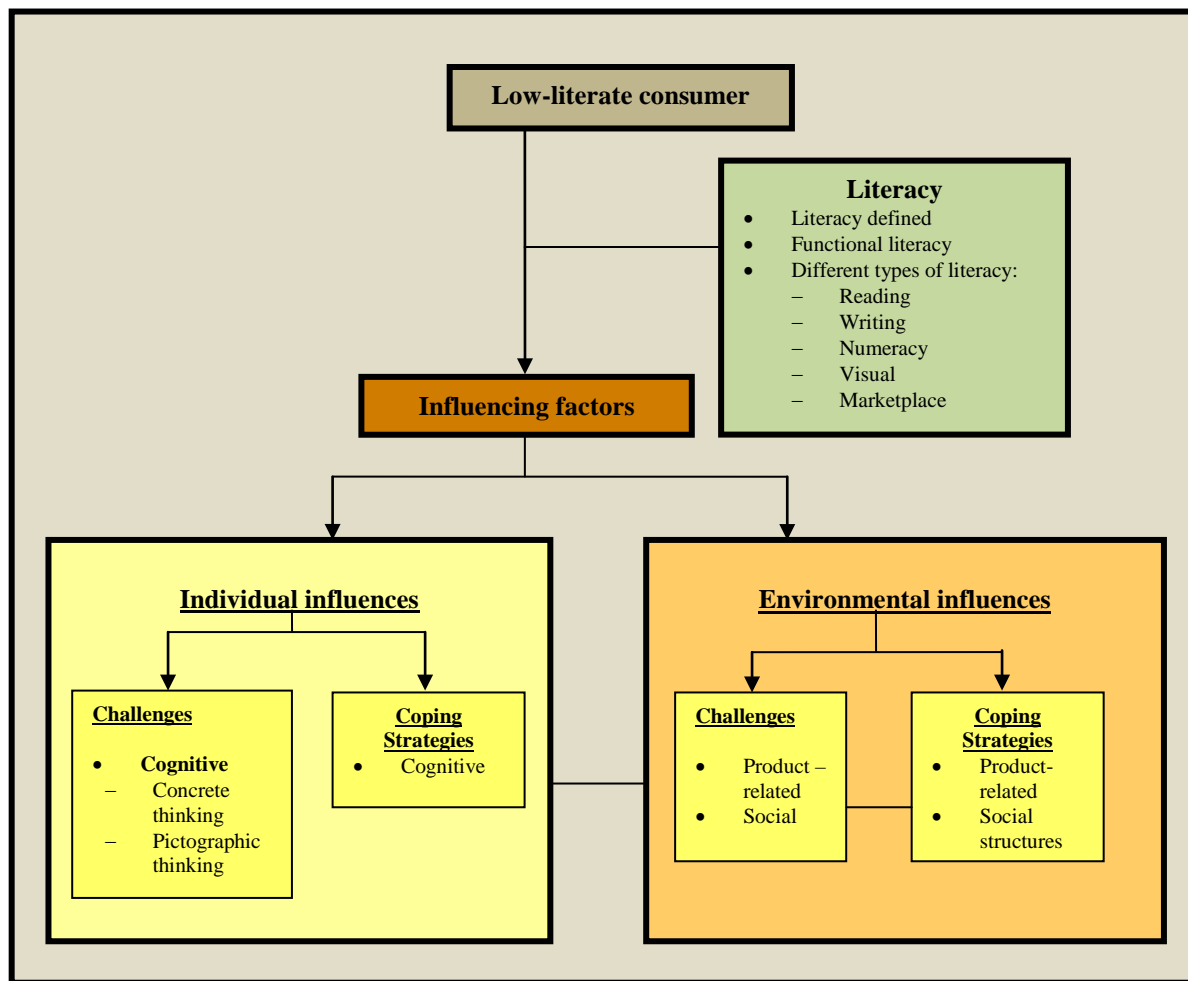 Low-literate consumer
Literacy
• Literacy defined
• Functional literacy
• Different types of literacy:
– Reading
– Writing
– Numeracy
– Visual
– Marketplace
Influencing factors
Individual influences
Challenges
• Cognitive
– Concrete
thinking
– Pictographic
thinking
Coping
Strategies
• Cognitive
Environmental influences
Challenges
• Product –
related
• Social
Coping
Strategies
• Product-
related
• Social
structures